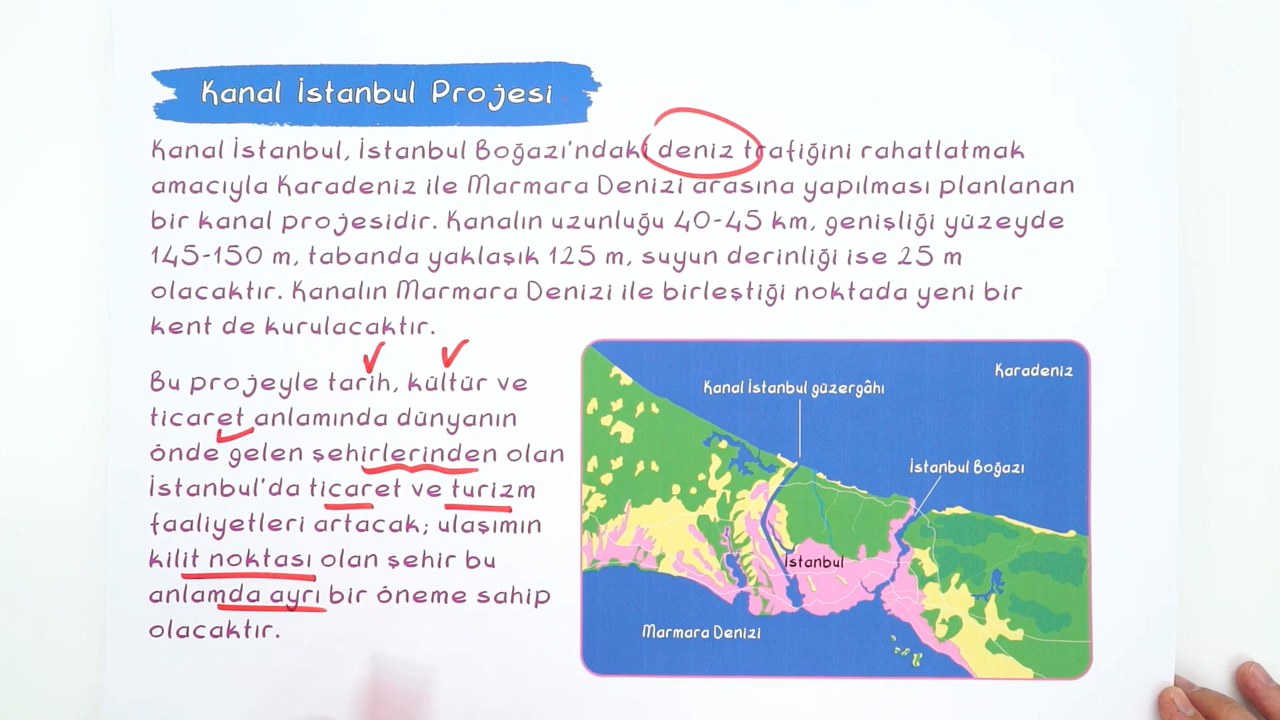 Kanal İstanbul Projesi
Kanal İstanbul, İstanbul Boğazı'ndaki deniz trafiğini rahatlatmak
amacıyla Karadeniz ile Marmara Denizi arasına yapılması planlanan
bir kanal projesidir. Kanalın uzunluğu 40-45 km, genişliği yüzeyde
145-150 m, tabanda yaklaşık 125 m, suyun derinliği ise 25 m
olacaktır. Kanalın Marmara Denizi ile birleştiği noktada yeni bir
kent de kurulacaktır.
Bu projeyle tarih, kültür ve
ticaret anlamında dünyanın
önde gelen şehirlerinden olan
İstanbul'da ticaret ve turizm
faaliyetleri artacak; ulaşımın
kilit noktası olan şehir bu
anlamda ayrı bir öneme sahip
olacaktır.
Karadeniz
Kanal İstanbul güzergâhı
İstanbul Boğazı
İstanbul
Marmara Denizi